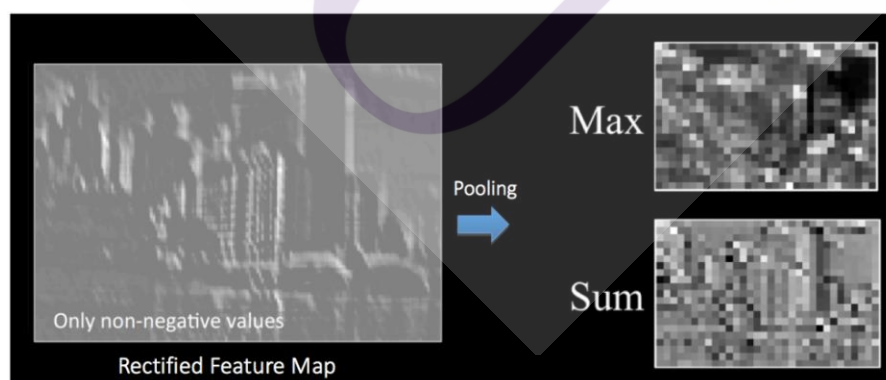 Only non-negative values
Rectified Feature Map
Pooling
Max
Sum